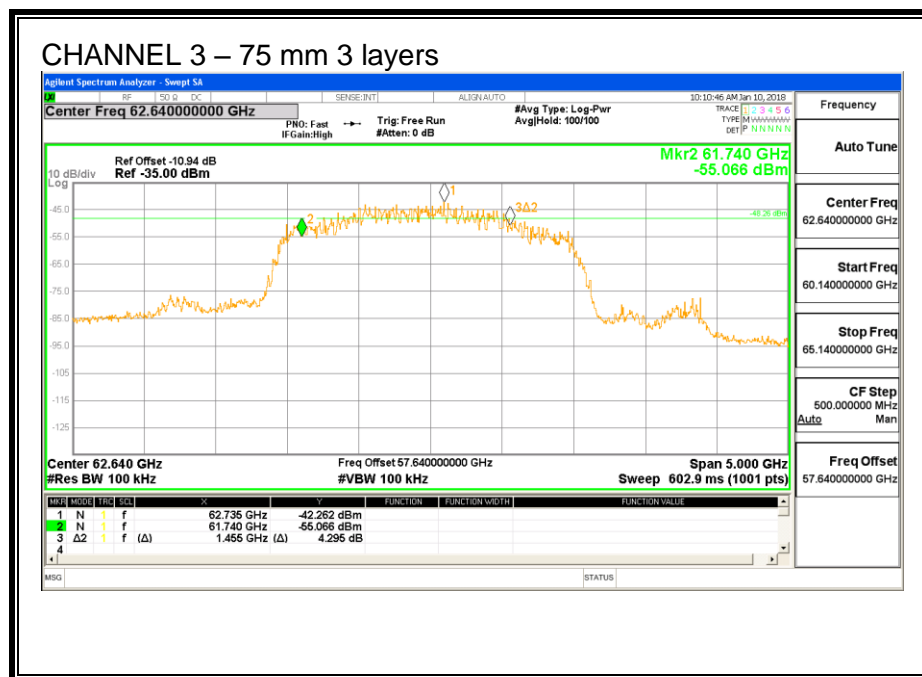 CHANNEL 3 – 75 mm 3 layers
Agilent Spectrum Analyzer - Swept SA
RF 50 Ω DC SENSE:INT ALIGN AUTO 10:10:46 AM Jan 10, 2018
Center Freq 62.640000000 GHz
PNO: Fast
IFGain:High
Trig: Free Run
#Atten: 0 dB
#Avg Type: Log-Pwr
Avg|Hold: 100/100
TRACE 1 2 3 4 5 6
TYPE M
DET P N N N N N
Frequency
Ref Offset -10.94 dB
10 dB/div Ref -35.00 dBm
Log
Mkr2 61.740 GHz
-55.066 dBm
Auto Tune
1
2
3Δ2
-48.26 dBm
-45.0
-55.0
-65.0
-75.0
-85.0
-95.0
-105
-115
-125
Center Freq
62.640000000 GHz
Start Freq
60.140000000 GHz
Stop Freq
65.140000000 GHz
CF Step
500.000000 MHz
Auto Man
Freq Offset
57.640000000 GHz
Center 62.640 GHz Freq Offset 57.640000000 GHz Span 5.000 GHz
#Res BW 100 kHz #VBW 100 kHz Sweep 602.9 ms (1001 pts)
MKR MODE TRC SCL X Y FUNCTION FUNCTION WIDTH FUNCTION VALUE
1 N 1 f 62.735 GHz -42.262 dBm
2 N 1 f 61.740 GHz -55.066 dBm
3 Δ2 1 f (Δ) 1.455 GHz (Δ) 4.295 dB
4
MSG STATUS